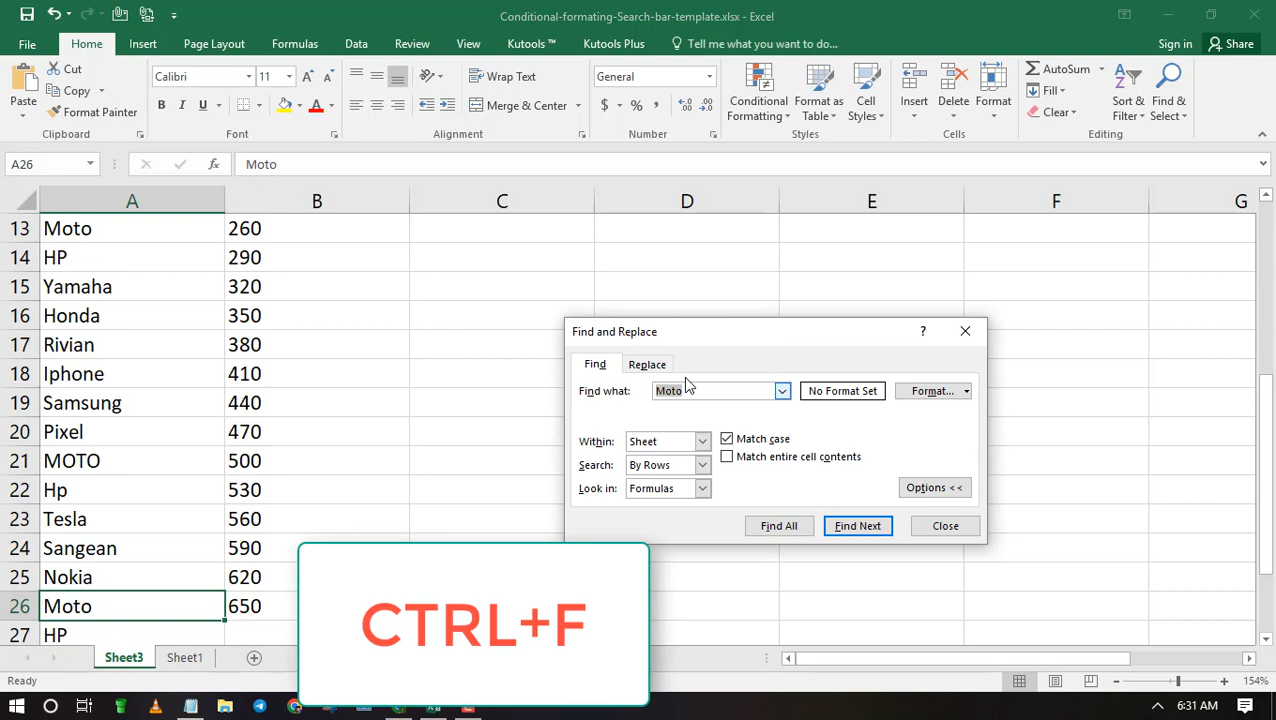 Conditional-formating-Search-bar-template.xlsx - Excel
File Home Insert Page Layout Formulas Data Review View Kutools ™ Kutools Plus Tell me what you want to do... Sign in Share
Paste Cut Copy Format Painter
Calibri 11 A A
B I U A
Wrap Text
Merge & Center
General
$ %
Conditional Formatting Format as Table Cell Styles
Insert Delete Format
AutoSum Fill Clear
Sort & Filter Find & Select
Clipboard Font Alignment Number Styles Cells Editing
A26 fx Moto
A B C D E F G
13 Moto 260
14 HP 290
15 Yamaha 320
16 Honda 350
17 Rivian 380
18 Iphone 410
19 Samsung 440
20 Pixel 470
21 MOTO 500
22 Hp 530
23 Tesla 560
24 Sangean 590
25 Nokia 620
26 Moto 650
27 HP
Find and Replace ?
Find Replace
Find what: Moto No Format Set Format...
Within: Sheet Match case
Search: By Rows Match entire cell contents
Look in: Formulas Options <<
Find All Find Next Close
CTRL+F
Sheet3 Sheet1
Ready 154%
6:31 AM